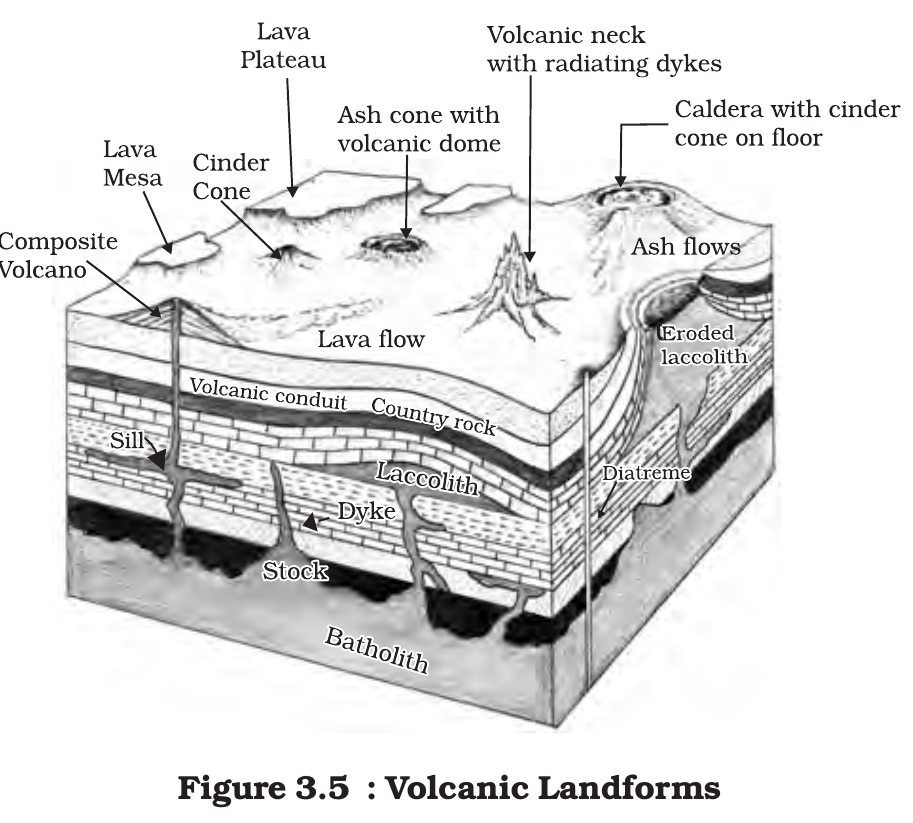 Lava
Plateau
Volcanic neck
with radiating dykes
Ash cone with
volcanic dome
Caldera with cinder
cone on floor
Lava
Mesa
Cinder
Cone
Composite
Volcano
Ash flows
Lava flow
Eroded
laccolith
Volcanic conduit
Country rock
Sill
Laccolith
Diatreme
Dyke
Stock
Batholith
Figure 3.5 : Volcanic Landforms